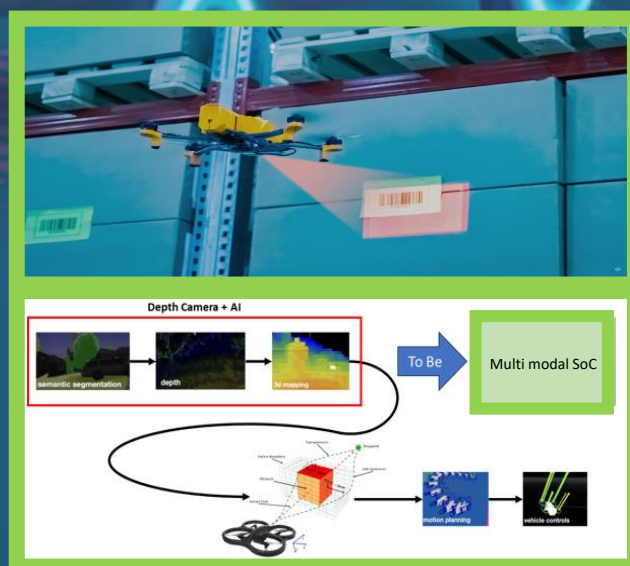 Depth Camera + AI
semantic segmentation
depth
3d mapping
To Be
Multi modal SoC
motion planning
vehicle controls